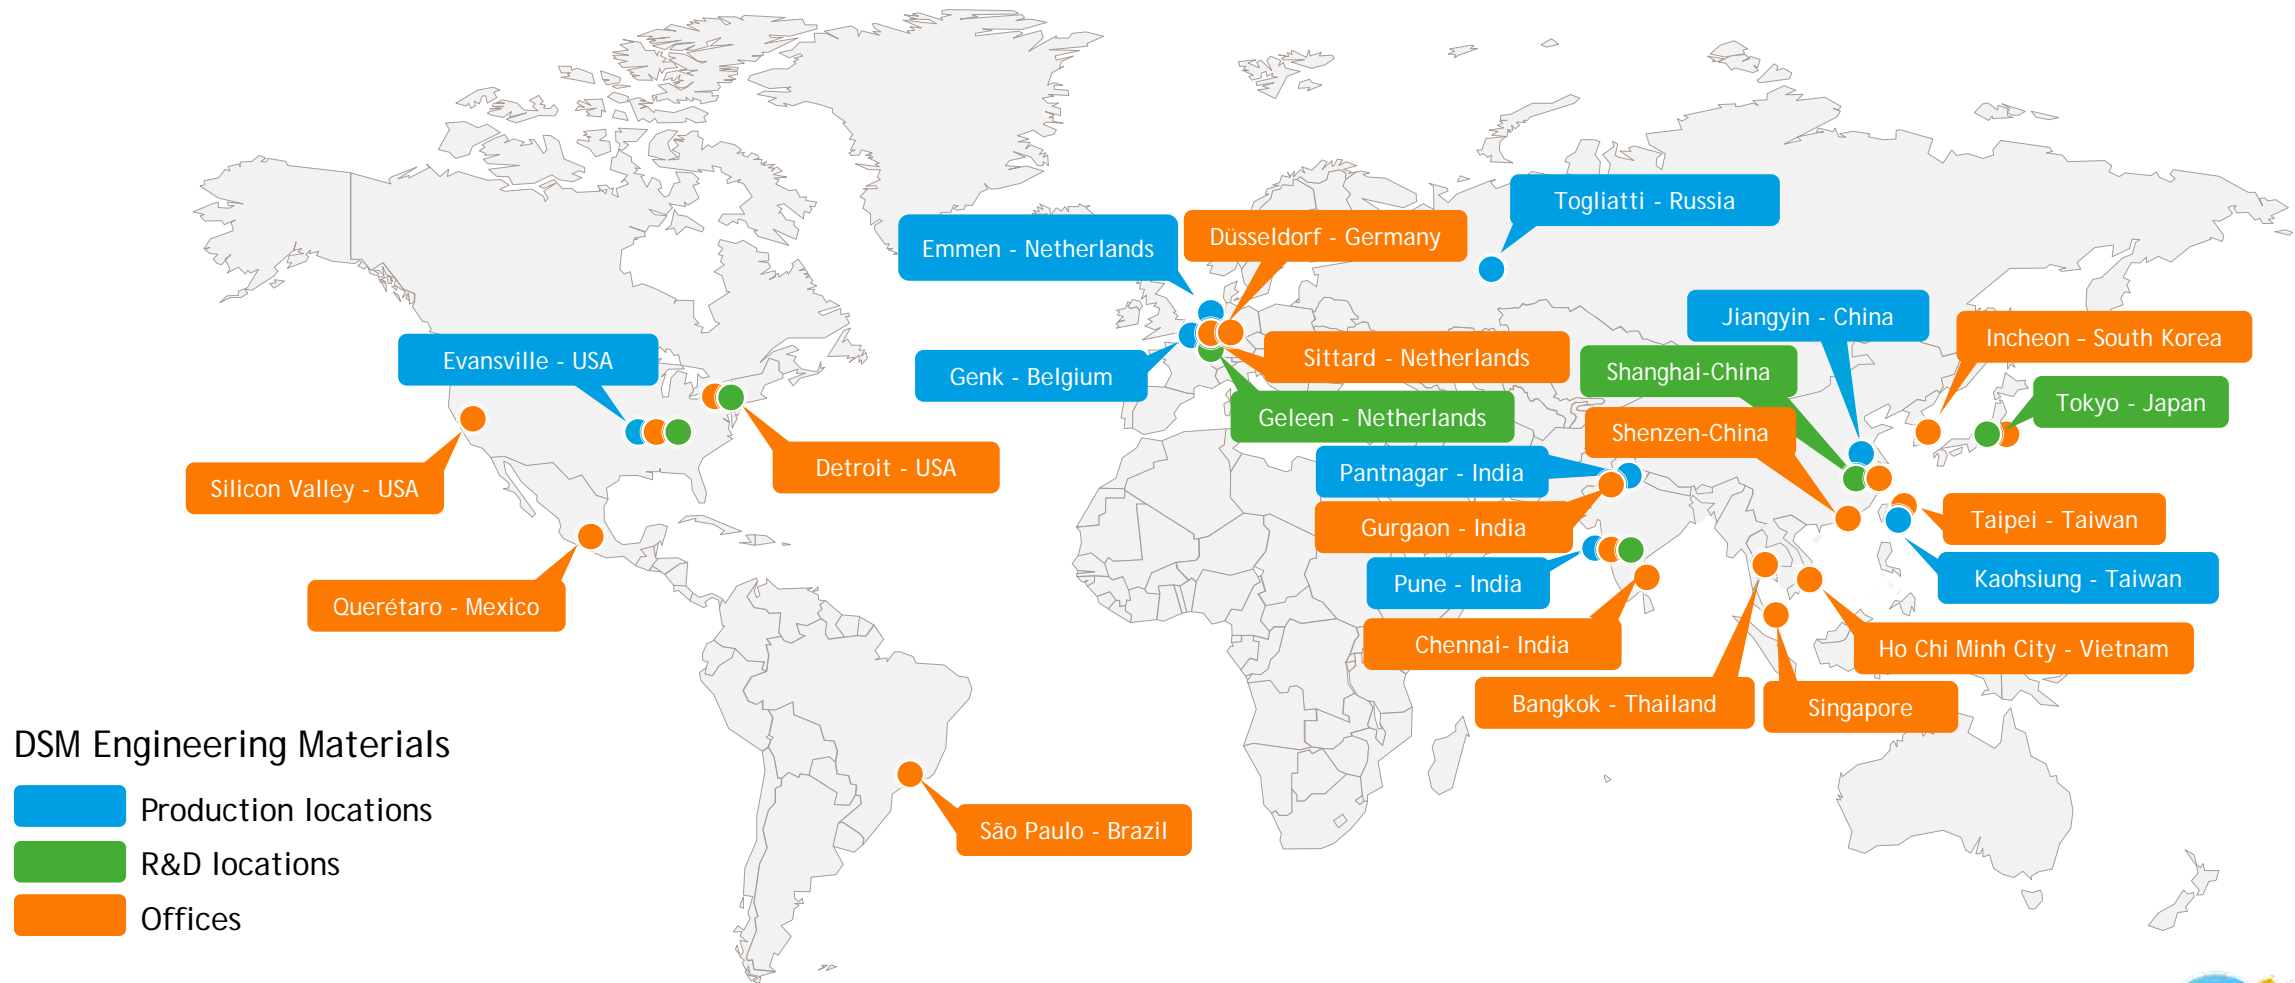 Togliatti - Russia
Emmen - Netherlands
Düsseldorf - Germany
Jiangyin - China
Incheon - South Korea
Evansville - USA
Sittard - Netherlands
Genk - Belgium
Shanghai-China
Tokyo - Japan
Geleen - Netherlands
Shenzen-China
Detroit - USA
Pantnagar - India
Silicon Valley - USA
Gurgaon - India
Taipei - Taiwan
Pune - India
Kaohsiung - Taiwan
Querétaro - Mexico
Chennai- India
Ho Chi Minh City - Vietnam
Bangkok - Thailand
Singapore
DSM Engineering Materials
Production locations
São Paulo - Brazil
R&D locations
Offices